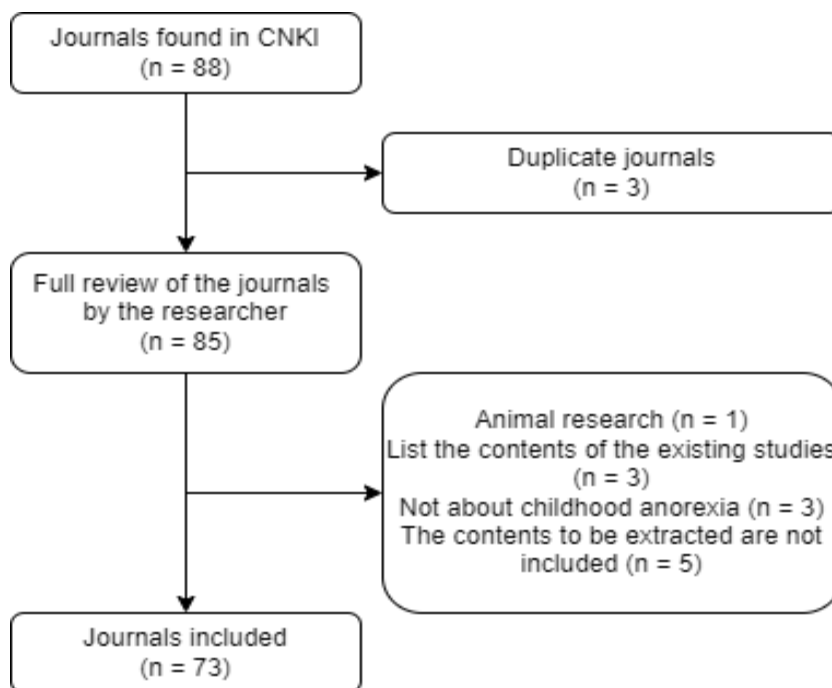 Journals found in CNKI
(n = 88)
Duplicate journals
(n = 3)
Full review of the journals
by the researcher
(n = 85)
Animal research (n = 1)
List the contents of the existing studies
(n = 3)
Not about childhood anorexia (n = 3)
The contents to be extracted are not
included (n = 5)
Journals included
(n = 73)